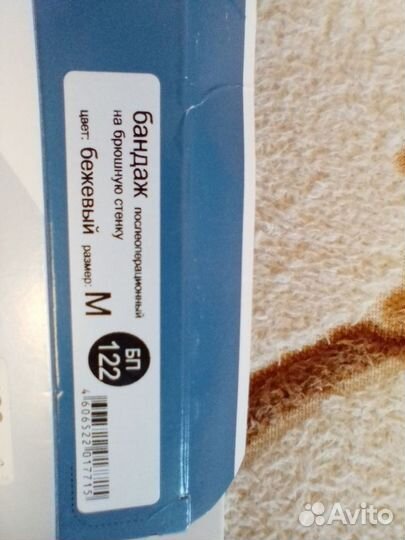 бандаж послеоперационный
на брюшную стенку
цвет: бежевый размер: М
БП
122
4606522017715
Avito